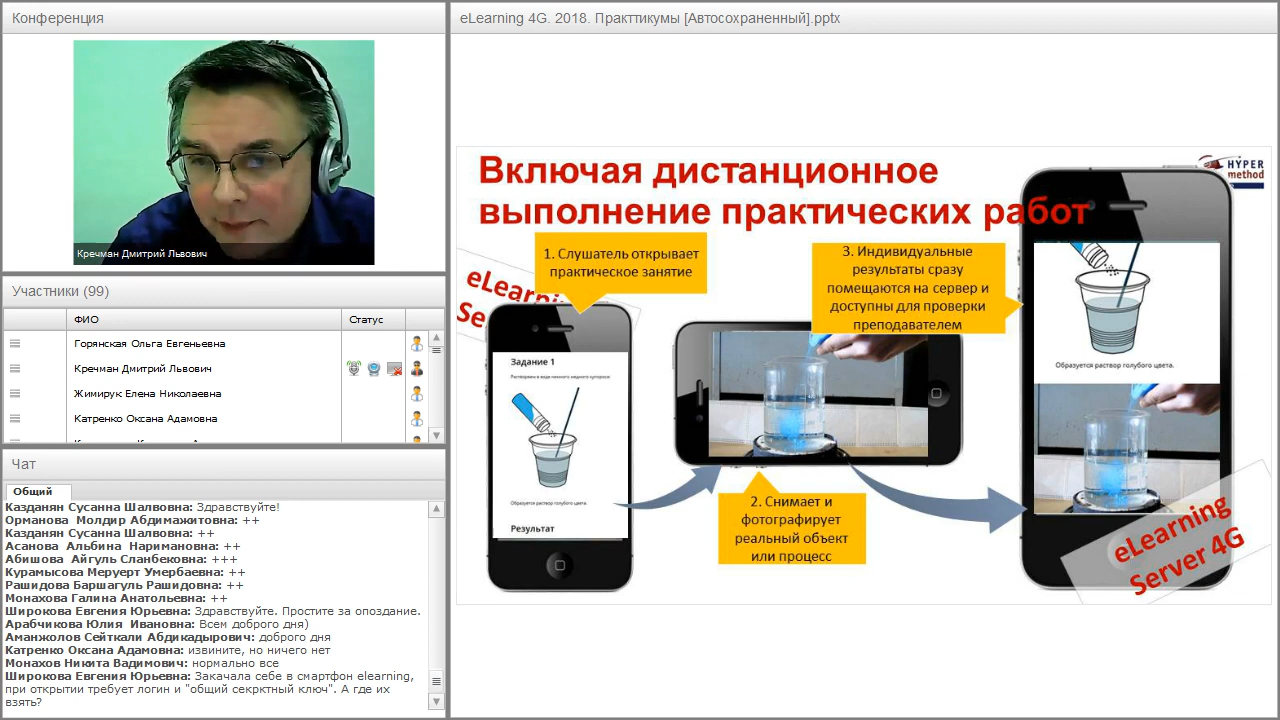 Конференция
Кречман Дмитрий Львович
Участники (99)
ФИО
Статус
Горянская Ольга Евгеньевна
Кречман Дмитрий Львович
Жимирук Елена Николаевна
Катренко Оксана Адамовна
Чат
Общий
Казданян Сусанна Шалвовна: Здравствуйте!
Орманова Молдир Абдимажитовна: ++
Казданян Сусанна Шалвовна: ++
Асанова Альбина Наримановна: ++
Абишова Айгуль Сланбековна: +++
Курамысова Меруерт Умербаевна: ++
Рашидова Баршагуль Рашидовна: ++
Монахова Галина Анатольевна: ++
Широкова Евгения Юрьевна: Здравствуйте. Простите за опоздание.
Арабчикова Юлия Ивановна: Всем доброго дня)
Аманжолов Сейткали Абдикадырович: доброго дня
Катренко Оксана Адамовна: извините, но ничего нет
Монахов Никита Вадимович: нормально все
Широкова Евгения Юрьевна: Закачала себе в смартфон elearning,
при открытии требует логин и "общий секрктный ключ". А где их
взять?
eLearning 4G. 2018. Практтикумы [Автосохраненный].pptx
Включая дистанционное
выполнение практических работ
HYPER
method
1. Слушатель открывает
практическое занятие
eLearni
Se
Задание 1
Образуется раствор голубого цвета.
Результат
2. Снимает и
фотографирует
реальный объект
или процесс
3. Индивидуальные
результаты сразу
помещаются на сервер и
доступны для проверки
преподавателем
Образуется раствор голубого цвета.
eLearning
Server 4G